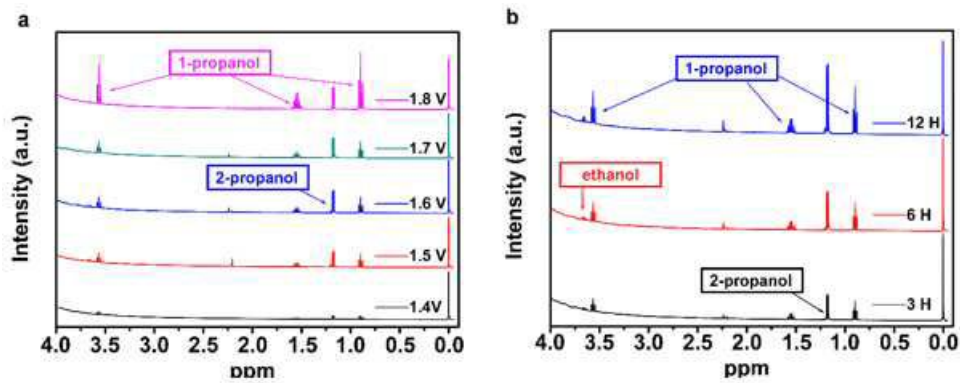 a
1-propanol
1.8 V
1.7 V
2-propanol
1.6 V
1.5 V
1.4V
Intensity (a.u.)
4.0 3.5 3.0 2.5 2.0 1.5 1.0 0.5 0.0
ppm
b
1-propanol
12 H
ethanol
6 H
2-propanol
3 H
Intensity (a.u.)
4.0 3.5 3.0 2.5 2.0 1.5 1.0 0.5 0.0
ppm